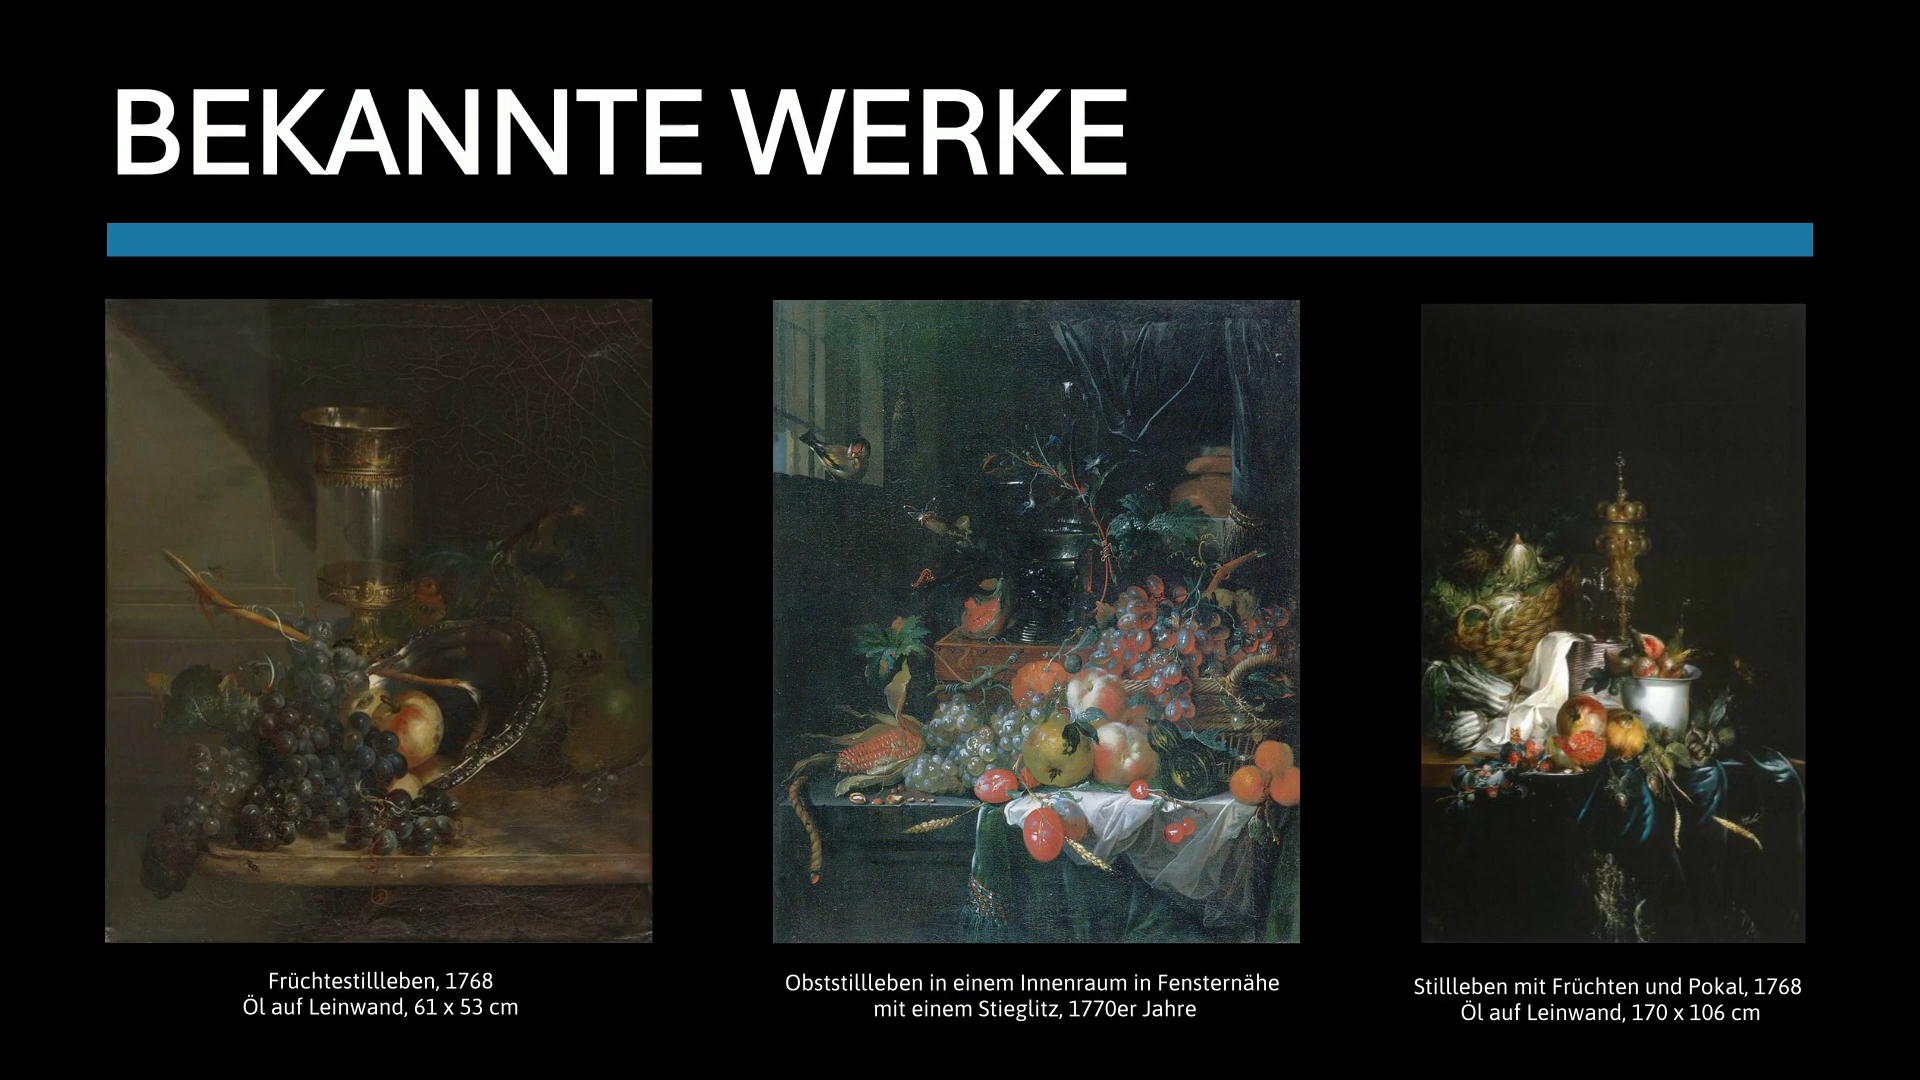 BEKANNTE WERKE
Früchtestillleben, 1768
Öl auf Leinwand, 61 x 53 cm
Obststillleben in einem Innenraum in Fensternähe
mit einem Stieglitz, 1770er Jahre
Stillleben mit Früchten und Pokal, 1768
Öl auf Leinwand, 170 x 106 cm